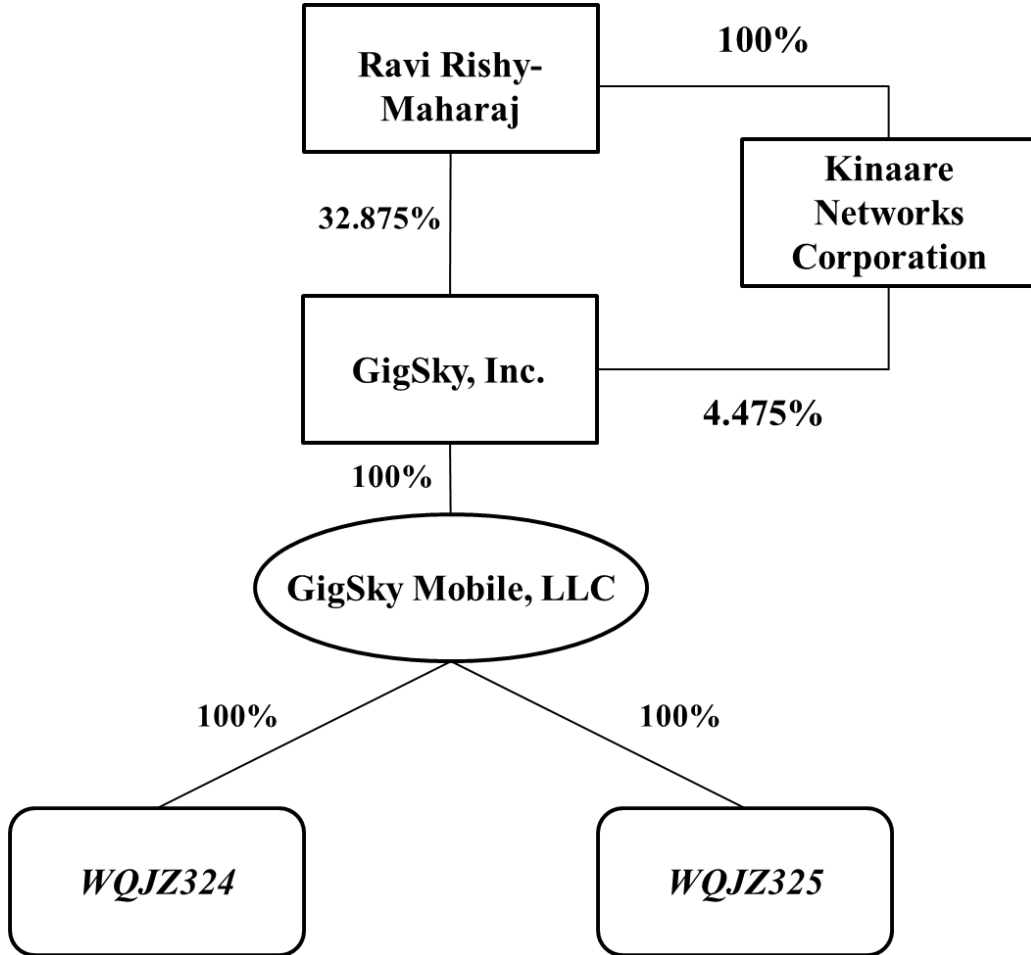 Ravi Rishy-
Maharaj
100%
Kinaare
Networks
Corporation
32.875%
GigSky, Inc.
4.475%
100%
GigSky Mobile, LLC
100%
100%
WQJZ324
WQJZ325